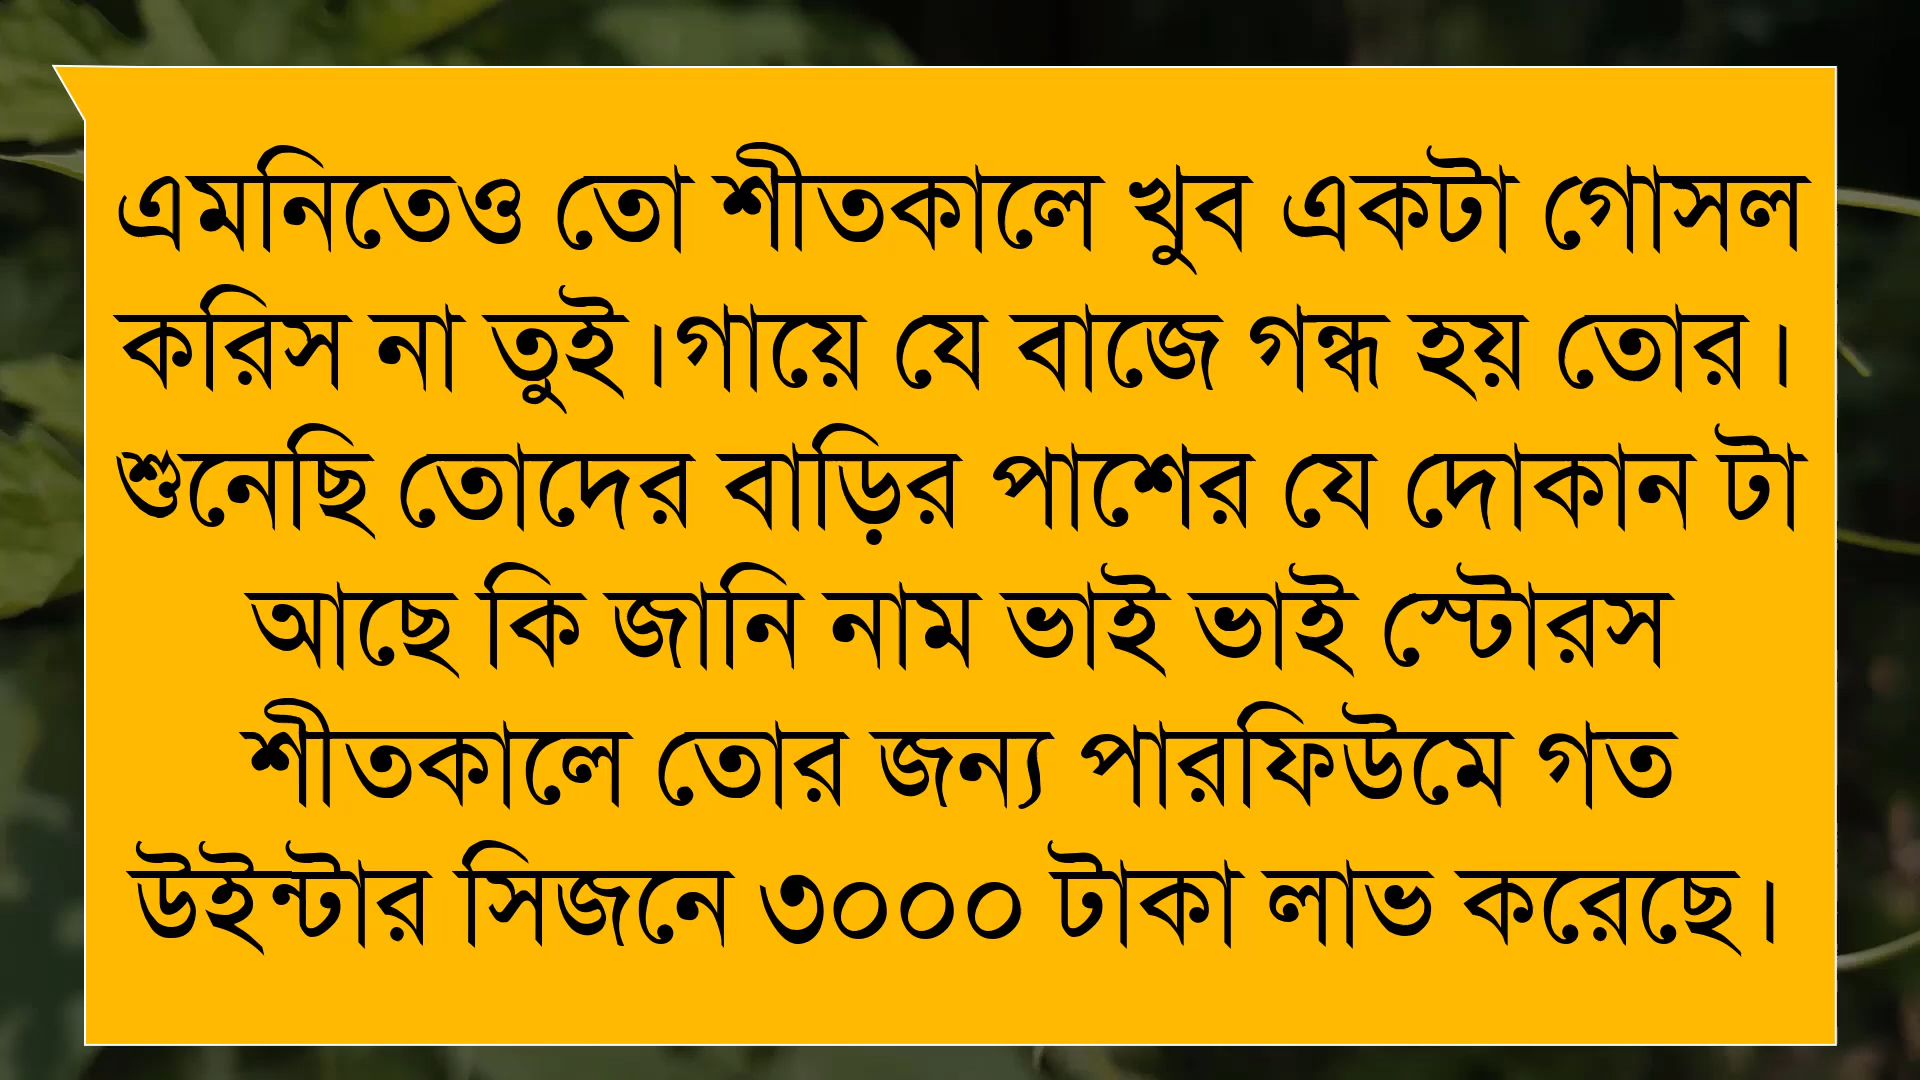 এমনিতেও তো শীতকালে খুব একটা গোসল
করিস না তুই।গায়ে যে বাজে গন্ধ হয় তোর।
শুনেছি তোদের বাড়ির পাশের যে দোকান টা
আছে কি জানি নাম ভাই ভাই স্টোরস
শীতকালে তোর জন্য পারফিউমে গত
উইন্টার সিজনে ৩০০০ টাকা লাভ করেছে।